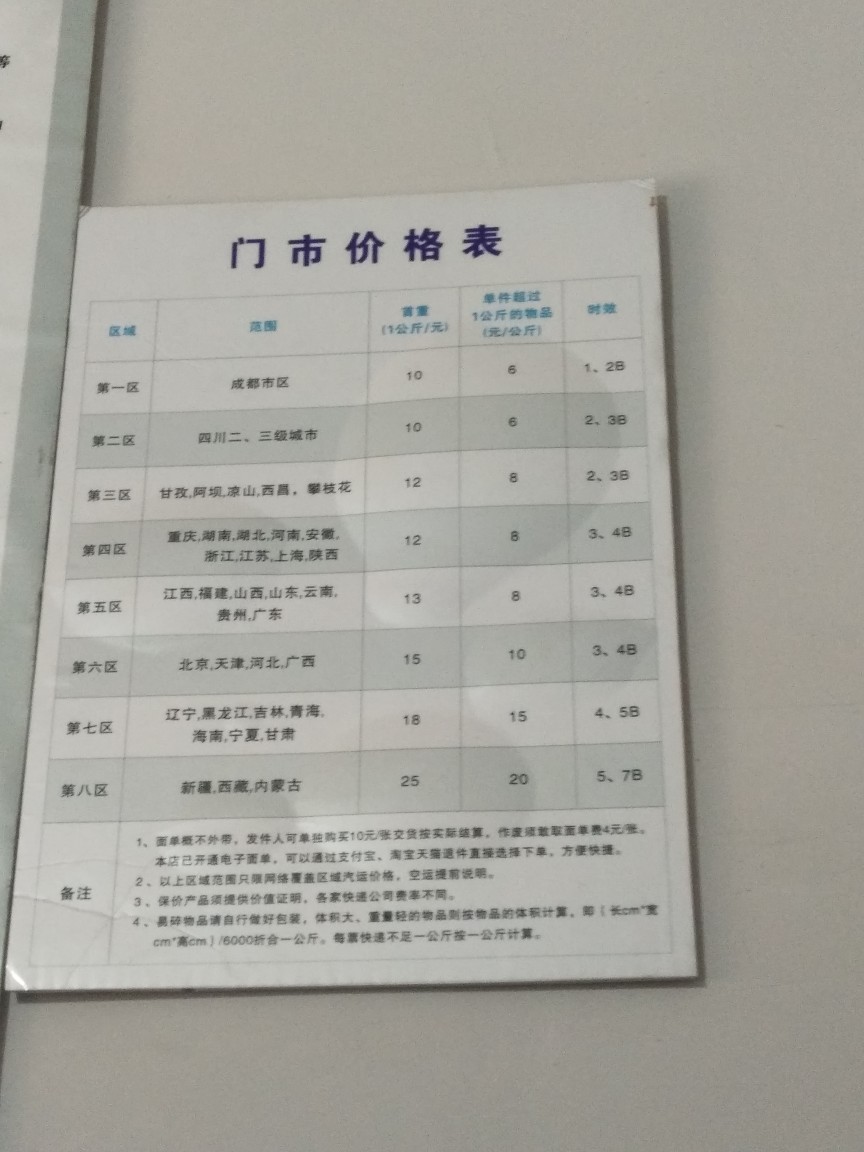 等
门市价格表
区域 范围 首重 (1公斤/元) 单件超过 1公斤的物品 (元/公斤) 时效
第一区 成都市区 10 6 1、2B
第二区 四川二、三级城市 10 6 2、3B
第三区 甘孜,阿坝,凉山,西昌，攀枝花 12 8 2、3B
第四区 重庆,湖南,湖北,河南,安徽, 12 8 3、4B
浙江,江苏,上海,陕西
第五区 江西,福建,山西,山东,云南, 13 8 3、4B
贵州,广东
第六区 北京,天津,河北,广西 15 10 3、4B
第七区 辽宁,黑龙江,吉林,青海, 18 15 4、5B
海南,宁夏,甘肃
第八区 新疆,西藏,内蒙古 25 20 5、7B
备注
1、面单概不外带，发件人可单独购买10元/张交货按实际结算，作废须散取面单费4元/张。
本店已开通电子面单，可以通过支付宝、淘宝天猫退件直接选择下单，方便快捷。
2、以上区域范围只限网络覆盖区域汽运价格，空运提前说明。
3、保价产品须提供价值证明，各家快递公司费率不同。
4、易碎物品请自行做好包装，体积大、重量轻的物品则按物品的体积计算，即（长cm*宽
cm*高cm）/6000折合一公斤。每票快递不足一公斤按一公斤计算。